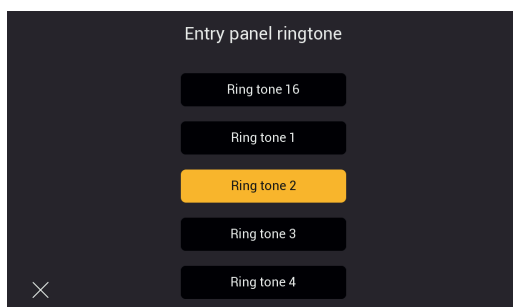 Entry panel ringtone
Ring tone 16
Ring tone 1
Ring tone 2
Ring tone 3
Ring tone 4